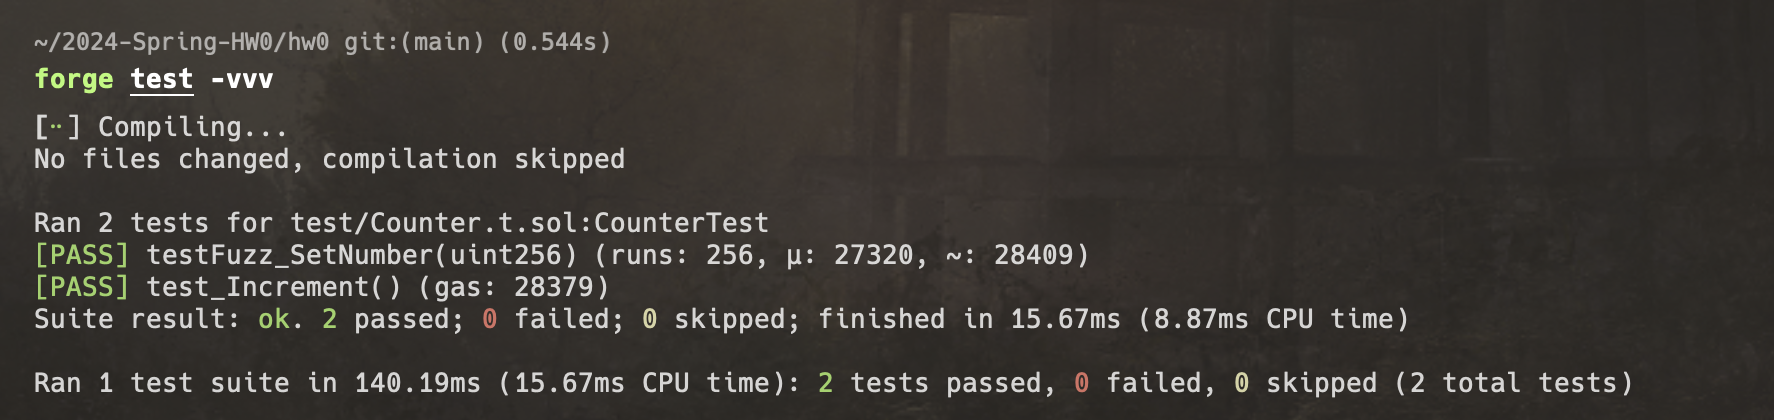 ~/2024-Spring-HW0/hw0 git:(main) (0.544s)
forge test -vvv
[⠒] Compiling...
No files changed, compilation skipped
Ran 2 tests for test/Counter.t.sol:CounterTest
[PASS] testFuzz_SetNumber(uint256) (runs: 256, μ: 27320, ~: 28409)
[PASS] test_Increment() (gas: 28379)
Suite result: ok. 2 passed; 0 failed; 0 skipped; finished in 15.67ms (8.87ms CPU time)
Ran 1 test suite in 140.19ms (15.67ms CPU time): 2 tests passed, 0 failed, 0 skipped (2 total tests)